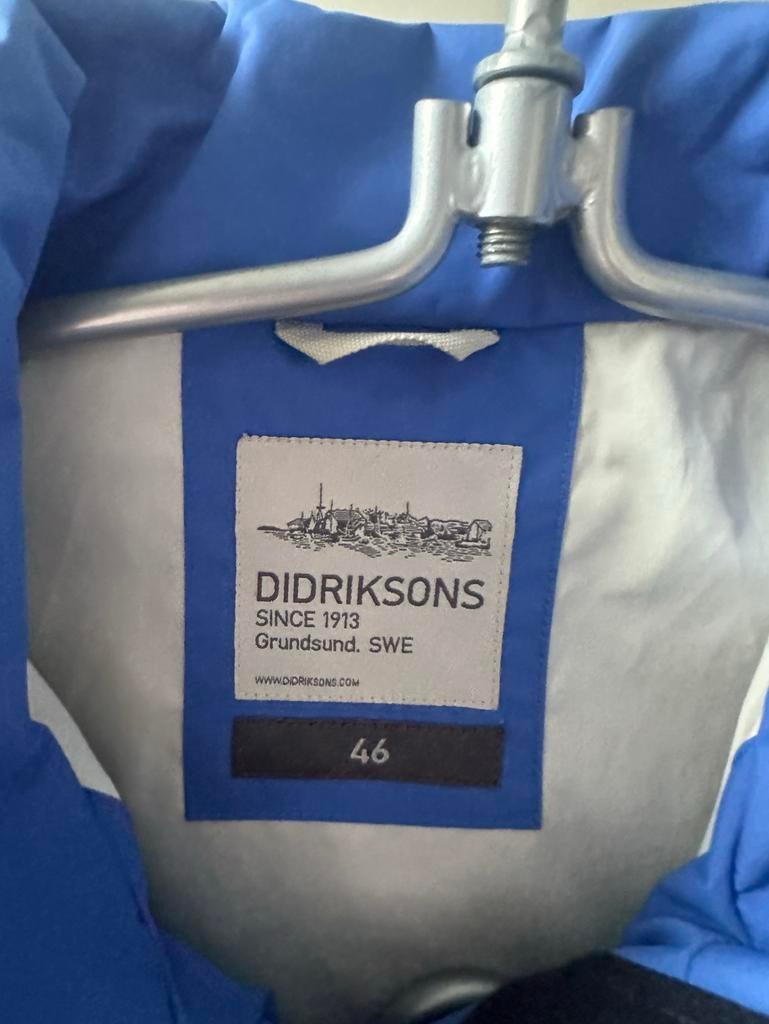 DIDRIKSONS
SINCE 1913
Grundsund. SWE
WWW.DIDRIKSONS.COM
46